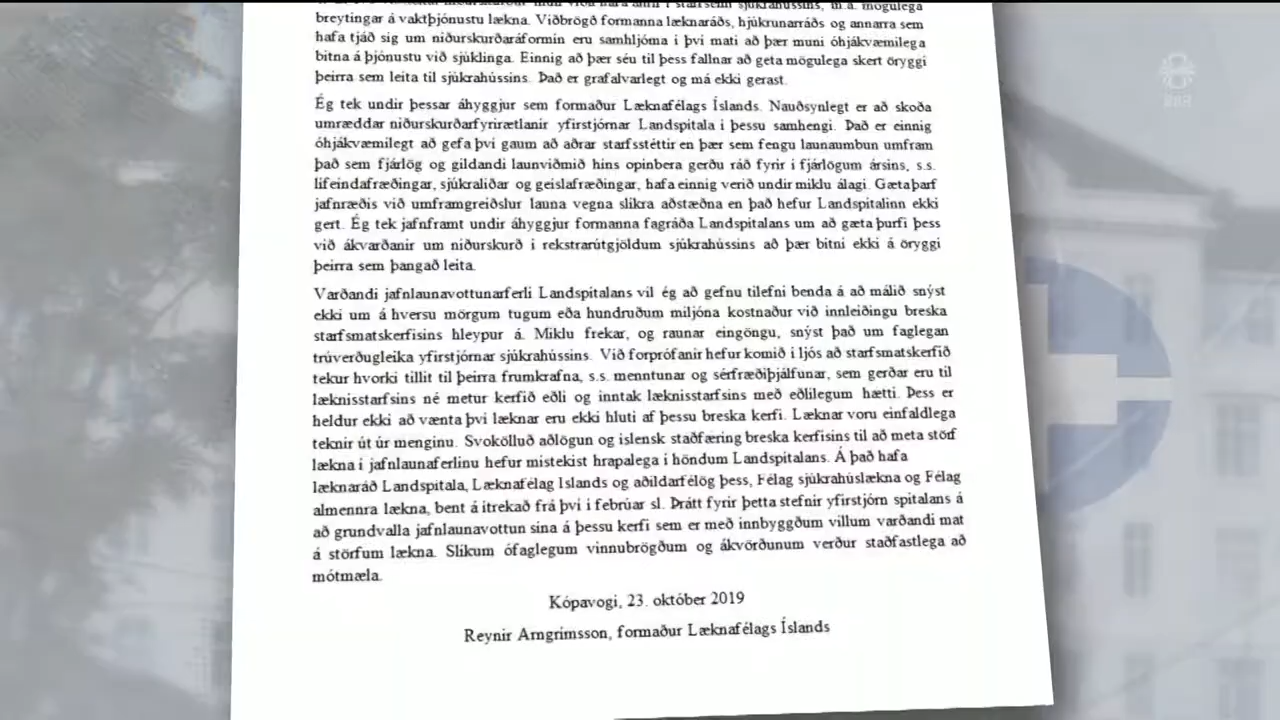 breytingar á vaktþjónustu lækna. Viðbrögð formanna læknaráðs, hjúkrunarráðs og annarra sem
hafa tjáð sig um niðurskurðaráformin eru samhljóma í því mati að þær muni óhjákvæmilega
bitna á þjónustu við sjúklinga. Einnig að þær séu til þess fallnar að geta mögulega skert öryggi
þeirra sem leita til sjúkrahússins. Það er grafalvarlegt og má ekki gerast.
Ég tek undir þessar áhyggjur sem formaður Læknafélags Íslands. Nauðsynlegt er að skoða
umræddar niðurskurðarfyrirætlanir yfirstjórnar Landspítala í þessu samhengi. Það er einnig
óhjákvæmilegt að gefa því gaum að aðrar starfsstéttir en þær sem fengu launaumbun umfram
það sem fjárlög og gildandi launviðmið hins opinbera gerðu ráð fyrir í fjárlögum ársins, s.s.
lífeindafræðingar, sjúkraliðar og geislafræðingar, hafa einnig verið undir miklu álagi. Gæta þarf
jafnræðis við umframgreiðslur launa vegna slíkra aðstæðna en það hefur Landspítalinn ekki
gert. Ég tek jafnframt undir áhyggjur formanna fagráða Landspítalans um að gæta þurfi þess
við ákvarðanir um niðurskurð í rekstrarútgjöldum sjúkrahússins að þær bitni ekki á öryggi
þeirra sem þangað leita.
Varðandi jafnlaunavottunarferli Landspítalans vil ég að gefnu tilefni benda á að málið snýst
ekki um á hversu mörgum tugum eða hundruðum miljóna kostnaður við innleiðingu breska
starfsmatskerfisins hleypur á. Miklu frekar, og raunar eingöngu, snýst það um faglegan
trúverðugleika yfirstjórnar sjúkrahússins. Við forprófanir hefur komið í ljós að starfsmatskerfið
tekur hvorki tillit til þeirra frumkrafna, s.s. menntunar og sérfræðiþjálfunar, sem gerðar eru til
læknisstarfsins né metur kerfið eðli og inntak læknisstarfsins með eðlilegum hætti. Þess er
heldur ekki að vænta því læknar eru ekki hluti af þessu breska kerfi. Læknar voru einfaldlega
teknir út úr menginu. Svokölluð aðlögun og íslensk staðfæring breska kerfisins til að meta störf
lækna í jafnlaunaferlinu hefur mistekist hrapalega í höndum Landspítalans. Á það hafa
læknaráð Landspítala, Læknafélag Íslands og aðildarfélög þess, Félag sjúkrahúslækna og Félag
almennra lækna, bent á ítrekað frá því í febrúar sl. Þrátt fyrir þetta stefnir yfirstjórn spítalans á
að grundvalla jafnlaunavottun sína á þessu kerfi sem er með innbyggðum villum varðandi mat
á störfum lækna. Slíkum ófaglegum vinnubrögðum og ákvörðunum verður staðfastlega að
mótmæla.
Kópavogi, 23. október 2019
Reynir Arngrímsson, formaður Læknafélags Íslands